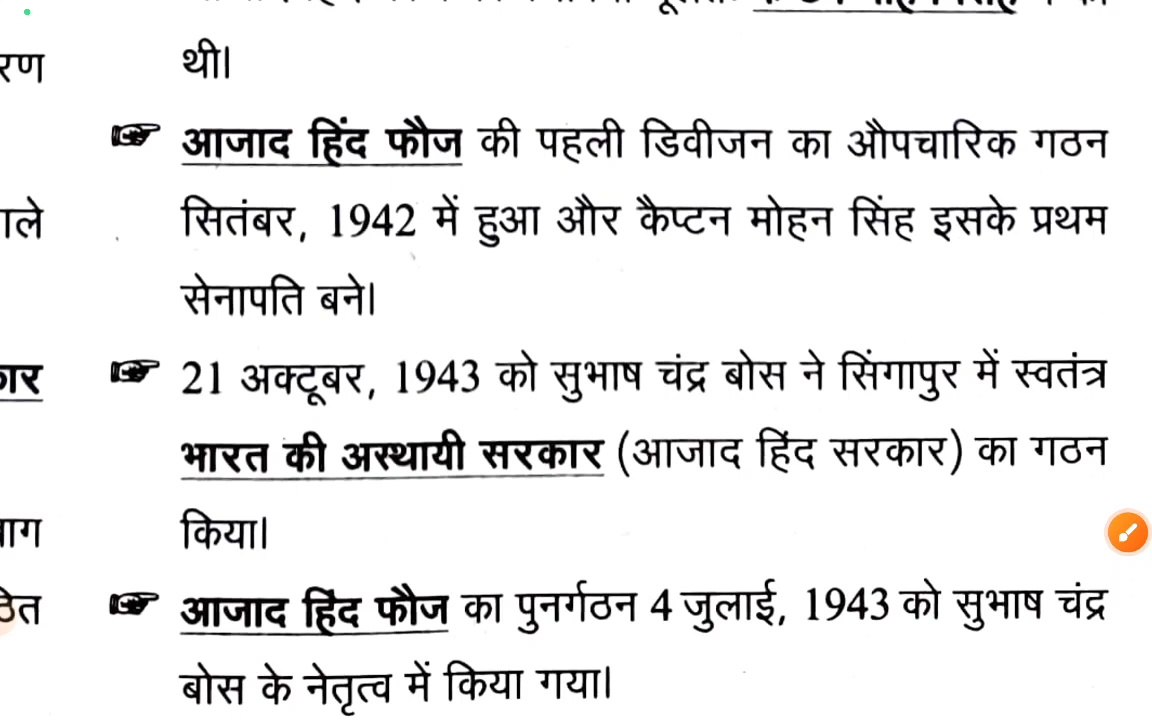 थी।
रण
☞ आजाद हिंद फौज की पहली डिवीजन का औपचारिक गठन
सितंबर, 1942 में हुआ और कैप्टन मोहन सिंह इसके प्रथम
सेनापति बने।
☞ 21 अक्टूबर, 1943 को सुभाष चंद्र बोस ने सिंगापुर में स्वतंत्र
भारत की अस्थायी सरकार (आजाद हिंद सरकार) का गठन
किया।
☞ आजाद हिंद फौज का पुनर्गठन 4 जुलाई, 1943 को सुभाष चंद्र
बोस के नेतृत्व में किया गया।